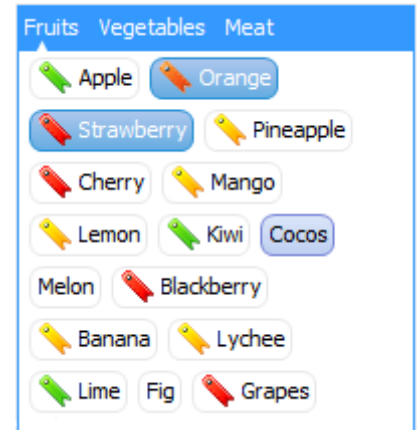 Fruits Vegetables Meat
Apple Orange
Strawberry Pineapple
Cherry Mango
Lemon Kiwi Cocos
Melon Blackberry
Banana Lychee
Lime Fig Grapes